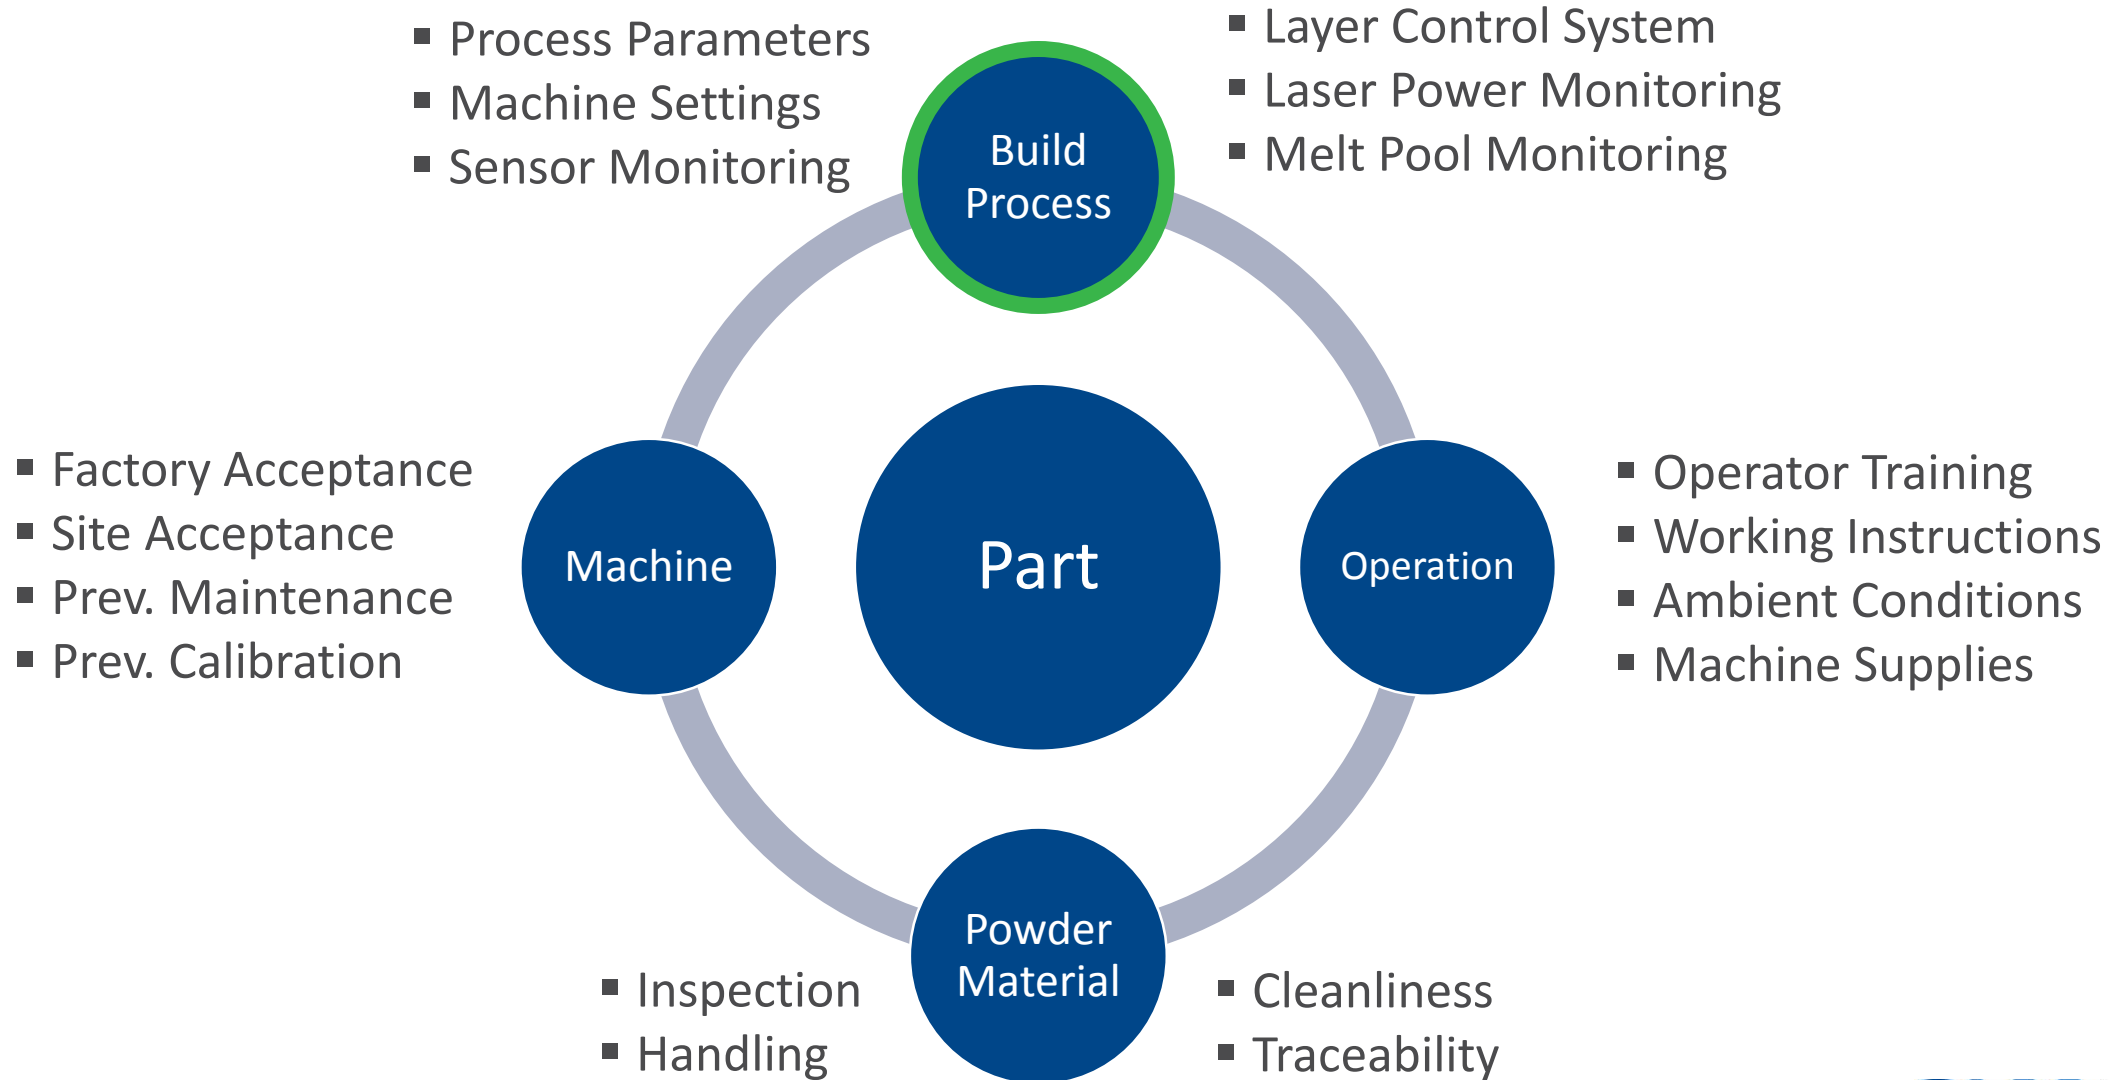 ▪ Process Parameters
▪ Machine Settings
▪ Sensor Monitoring
▪ Layer Control System
▪ Laser Power Monitoring
▪ Melt Pool Monitoring
Build
Process
▪ Factory Acceptance
▪ Site Acceptance
▪ Prev. Maintenance
▪ Prev. Calibration
Machine
Part
Operation
▪ Operator Training
▪ Working Instructions
▪ Ambient Conditions
▪ Machine Supplies
Powder
Material
▪ Inspection
▪ Handling
▪ Cleanliness
▪ Traceability